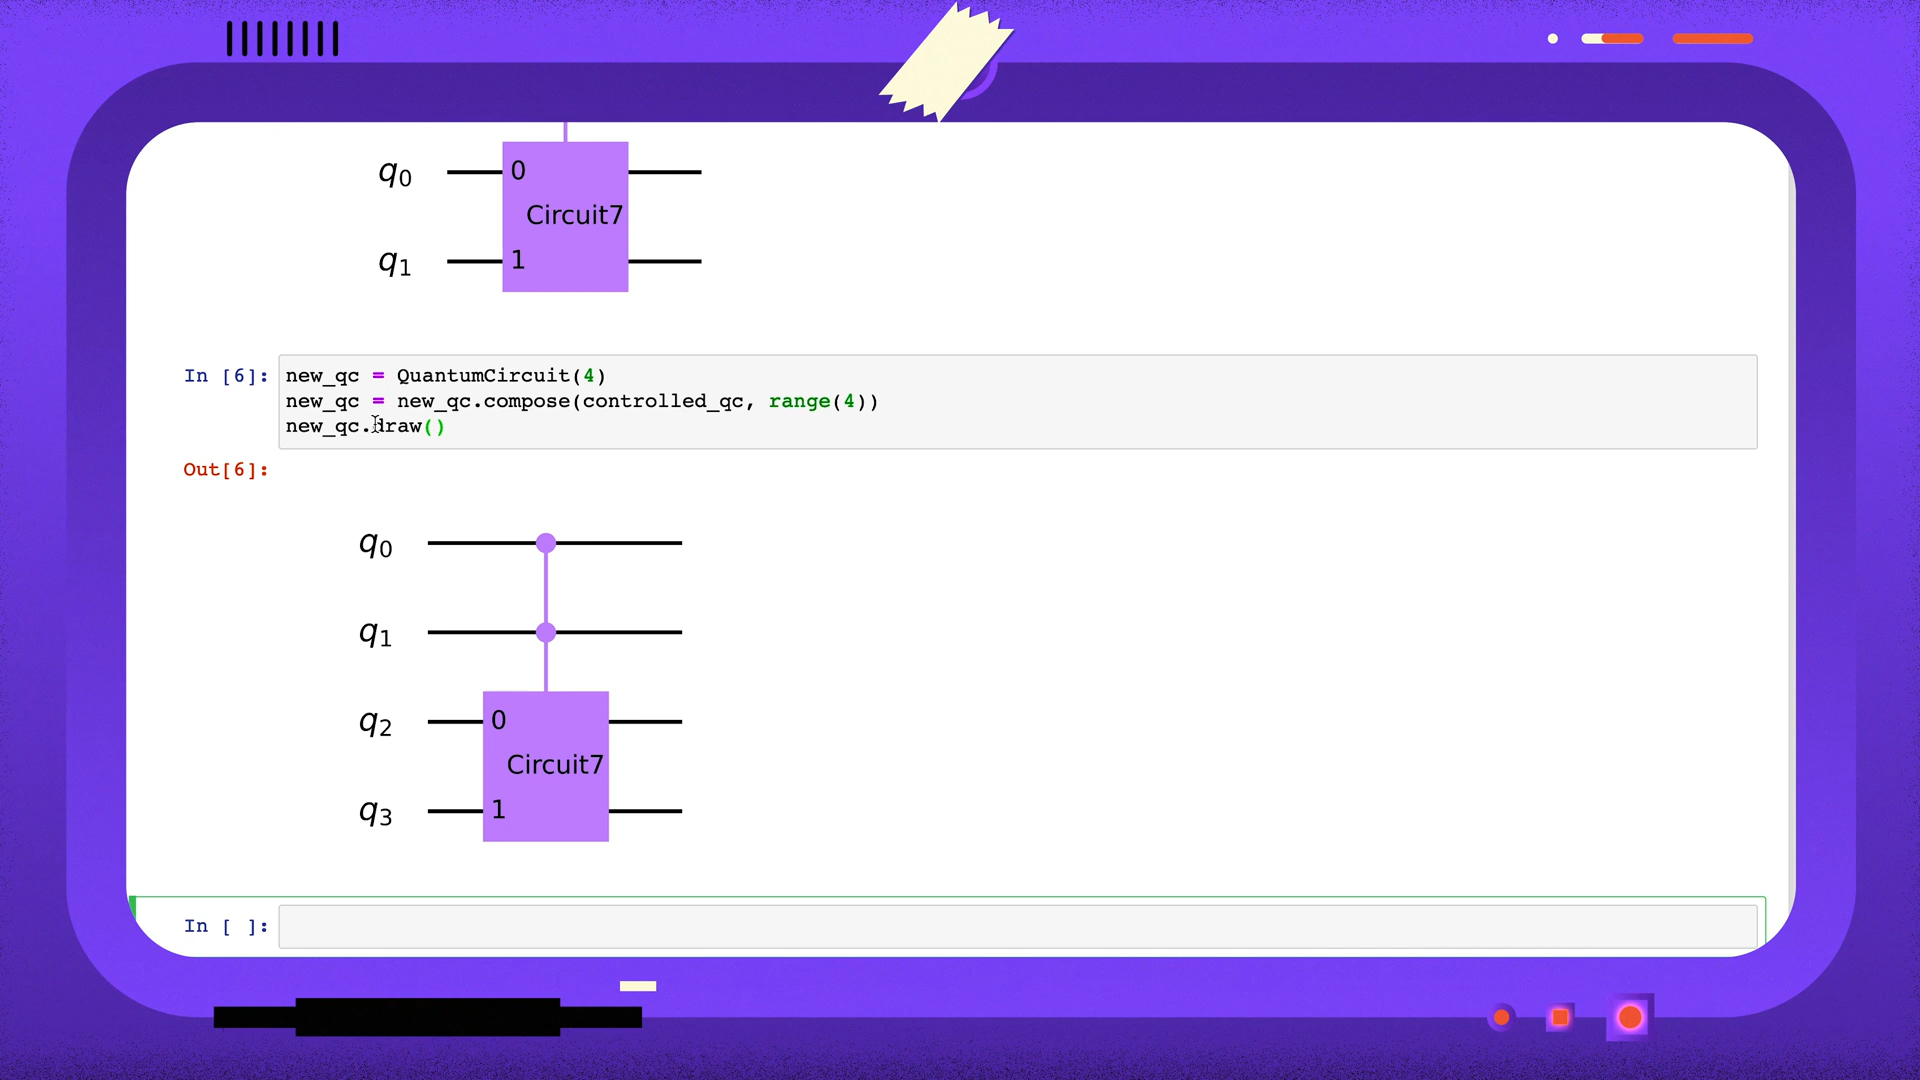 q0 0
Circuit7
q1 1
In [6]: new_qc = QuantumCircuit(4)
new_qc = new_qc.compose(controlled_qc, range(4))
new_qc.draw()
Out[6]:
q0
q1
q2 0
Circuit7
q3 1
In [ ]: